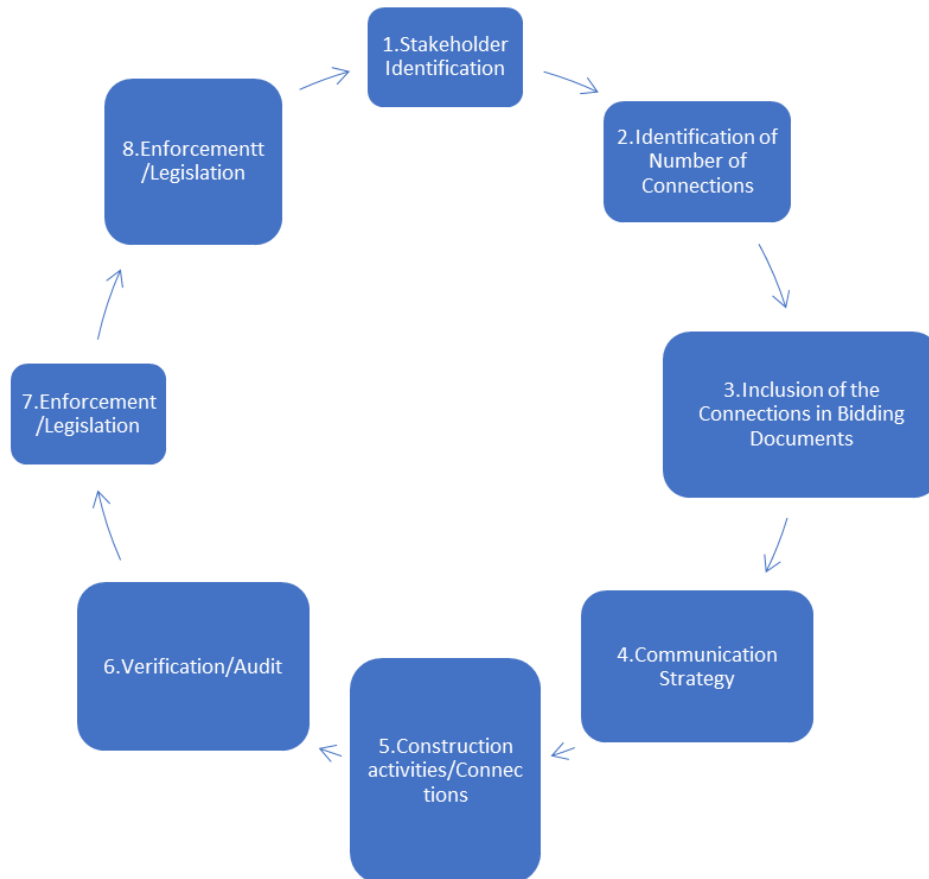 1.Stakeholder
Identification
2.Identification of
Number of
Connections
3.Inclusion of the
Connections in Bidding
Documents
4.Communication
Strategy
5.Construction
activities/Connec
tions
6.Verification/Audit
7.Enforcement
/Legislation
8.Enforcementt
/Legislation